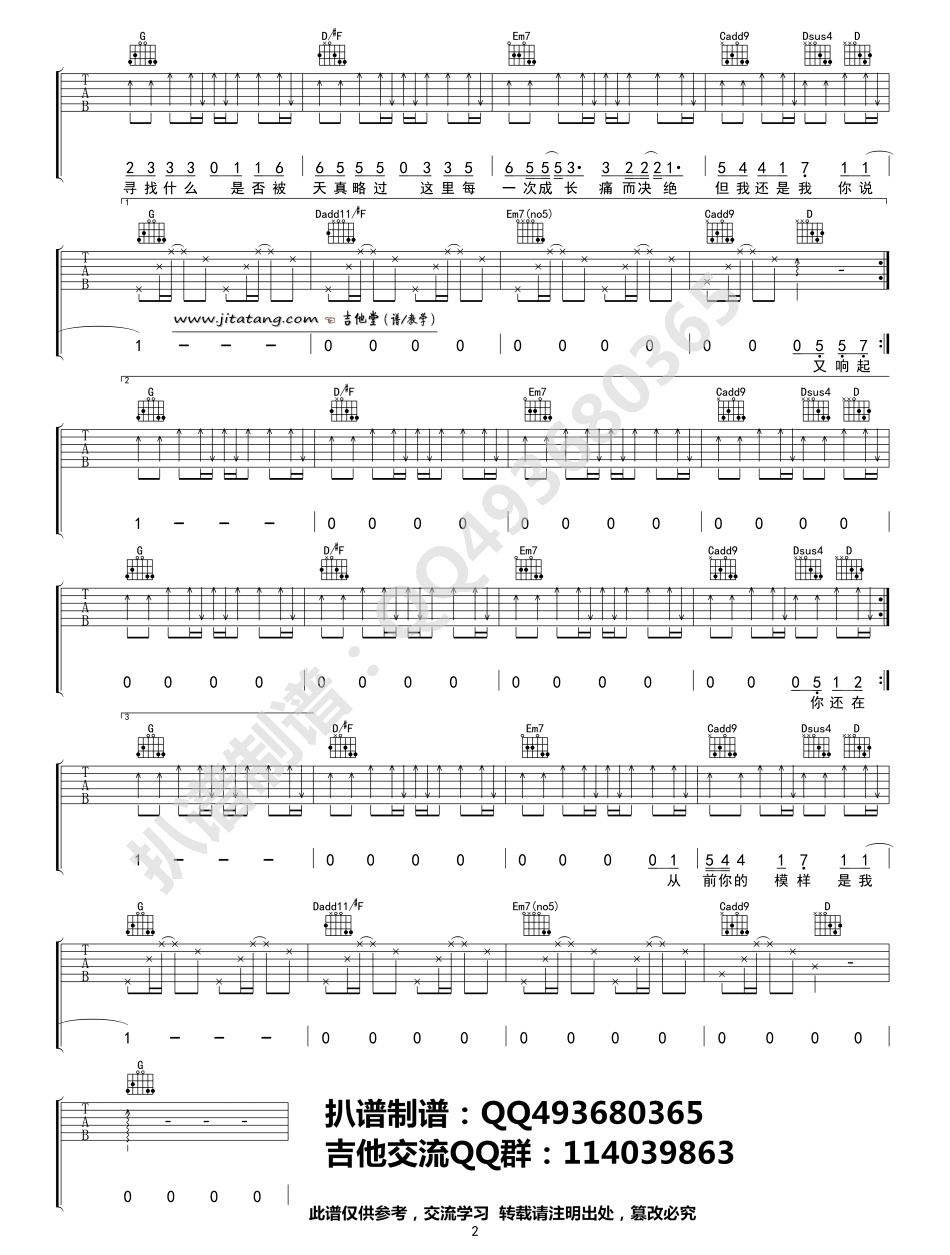 G D/#F Em7 Cadd9 Dsus4 D
T A B
2 3 3 3 0 1 1 6 | 6 5 5 5 0 3 3 5 | 6 5 5 5 3· 3 2 2 2 1· | 5 4 4 1 7 1 1
寻找什么 是否被 天真略过 这里每 一次成长 痛而决绝 但我还是我 你说
1
G Dadd11/#F Em7(no5) Cadd9 D
T A B
www.jitatang.com ☜ 吉他堂(谱/教学)
1 - - - | 0 0 0 0 | 0 0 0 0 | 0 0 0 5 5 7
又响起
2
G D/#F Em7 Cadd9 Dsus4 D
T A B
1 - - - | 0 0 0 0 | 0 0 0 0 | 0 0 0 0
G D/#F Em7 Cadd9 Dsus4 D
T A B
0 0 0 0 | 0 0 0 0 | 0 0 0 0 | 0 0 0 5 1 2
你还在
3
G D/#F Em7 Cadd9 Dsus4 D
T A B
1 - - - | 0 0 0 0 | 0 0 0 0 1 | 5 4 4 1 7 1 1
从 前你的 模样 是我
G Dadd11/#F Em7(no5) Cadd9 D
T A B
1 - - - | 0 0 0 0 | 0 0 0 0 | 0 0 0 0
G
T A B
0 0 0 0
扒谱制谱：QQ493680365
扒谱制谱：QQ493680365
吉他交流QQ群：114039863
此谱仅供参考，交流学习 转载请注明出处，篡改必究
2